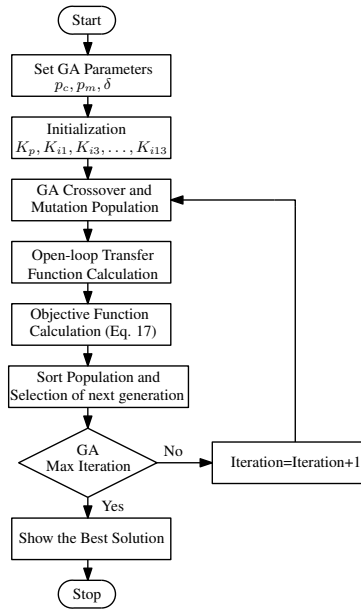 Start
Set GA Parameters
p_c, p_m, δ
Initialization
K_p, K_{i1}, K_{i3}, ..., K_{i13}
GA Crossover and
Mutation Population
Open-loop Transfer
Function Calculation
Objective Function
Calculation (Eq. 17)
Sort Population and
Selection of next generation
GA
Max Iteration
No
Iteration=Iteration+1
Yes
Show the Best Solution
Stop